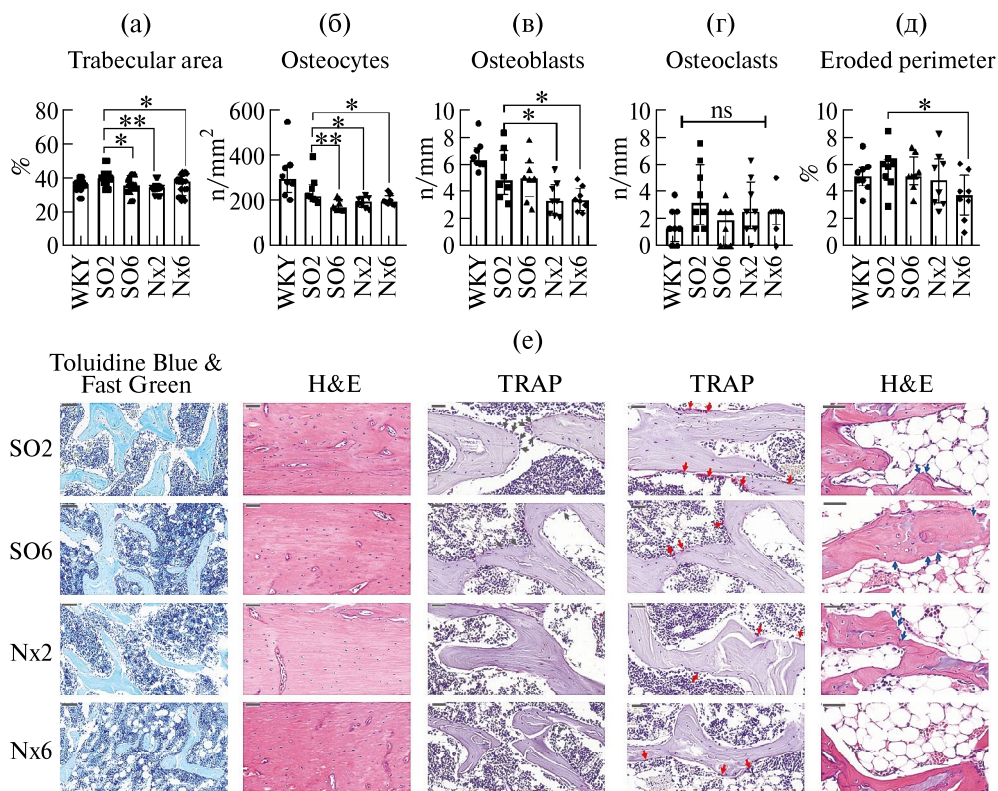 (а) (б) (в) (г) (д)
Trabecular area Osteocytes Osteoblasts Osteoclasts Eroded perimeter
80 600 10 10 10
* * * ns *
** * *
* **
60 8 8 8
400
% n/mm² n/mm n/mm %
40 6 6 6
200 4 4 4
20 2 2 2
0 0 0 0 0
WKY SO2 SO6 Nx2 Nx6 WKY SO2 SO6 Nx2 Nx6 WKY SO2 SO6 Nx2 Nx6 WKY SO2 SO6 Nx2 Nx6 WKY SO2 SO6 Nx2 Nx6
(е)
Toluidine Blue &
Fast Green H&E TRAP TRAP H&E
SO2
SO6
Nx2
Nx6